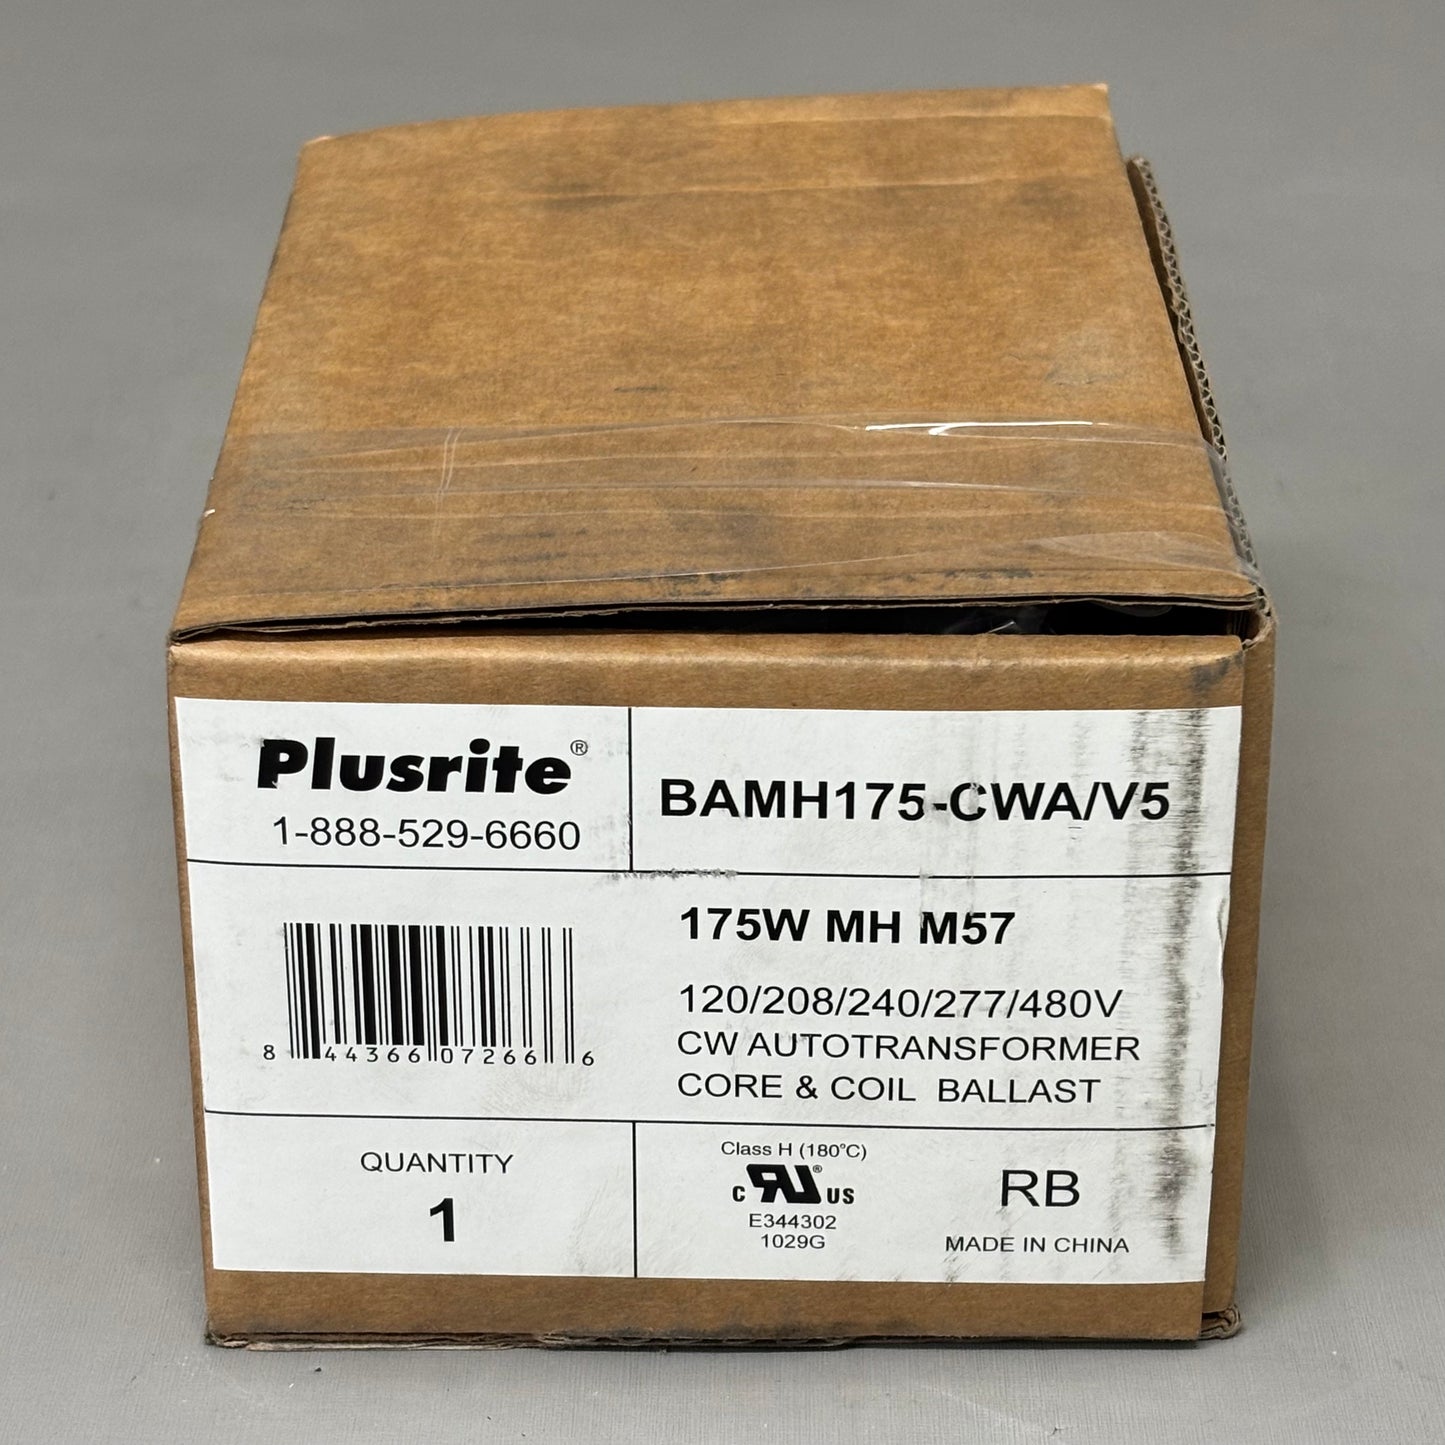 Plusrite®
1-888-529-6660
BAMH175-CWA/V5
175W MH M57
120/208/240/277/480V
CW AUTOTRANSFORMER
CORE & COIL BALLAST
8 44366 07266 6
QUANTITY
1
Class H (180°C)
c RU® US
E344302
1029G
RB
MADE IN CHINA